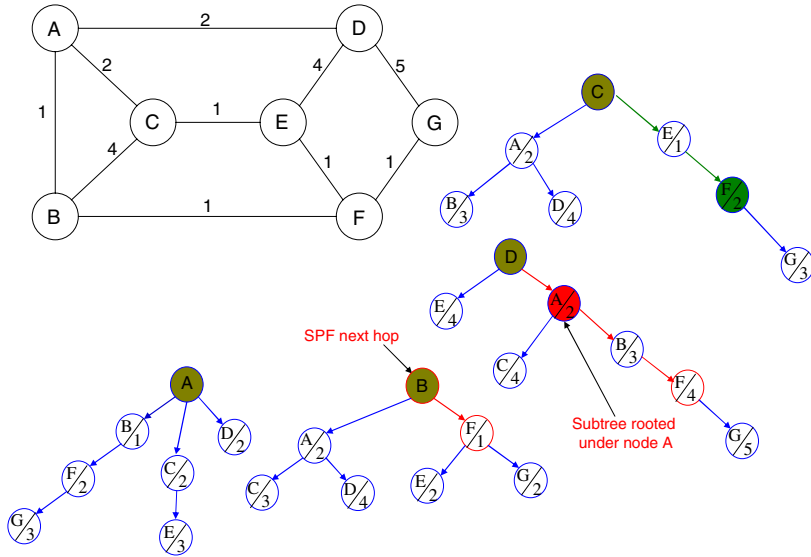 A
2
D
1
2
4
5
C
1
E
G
4
1
1
B
1
F
C
A/2
E/1
B/3
D/4
F/2
G/3
D
E/4
A/2
C/4
B/3
F/4
G/5
SPF next hop
Subtree rooted
under node A
A
B/1
D/2
F/2
C/2
G/3
E/3
B
A/2
F/1
C/3
D/4
E/2
G/2